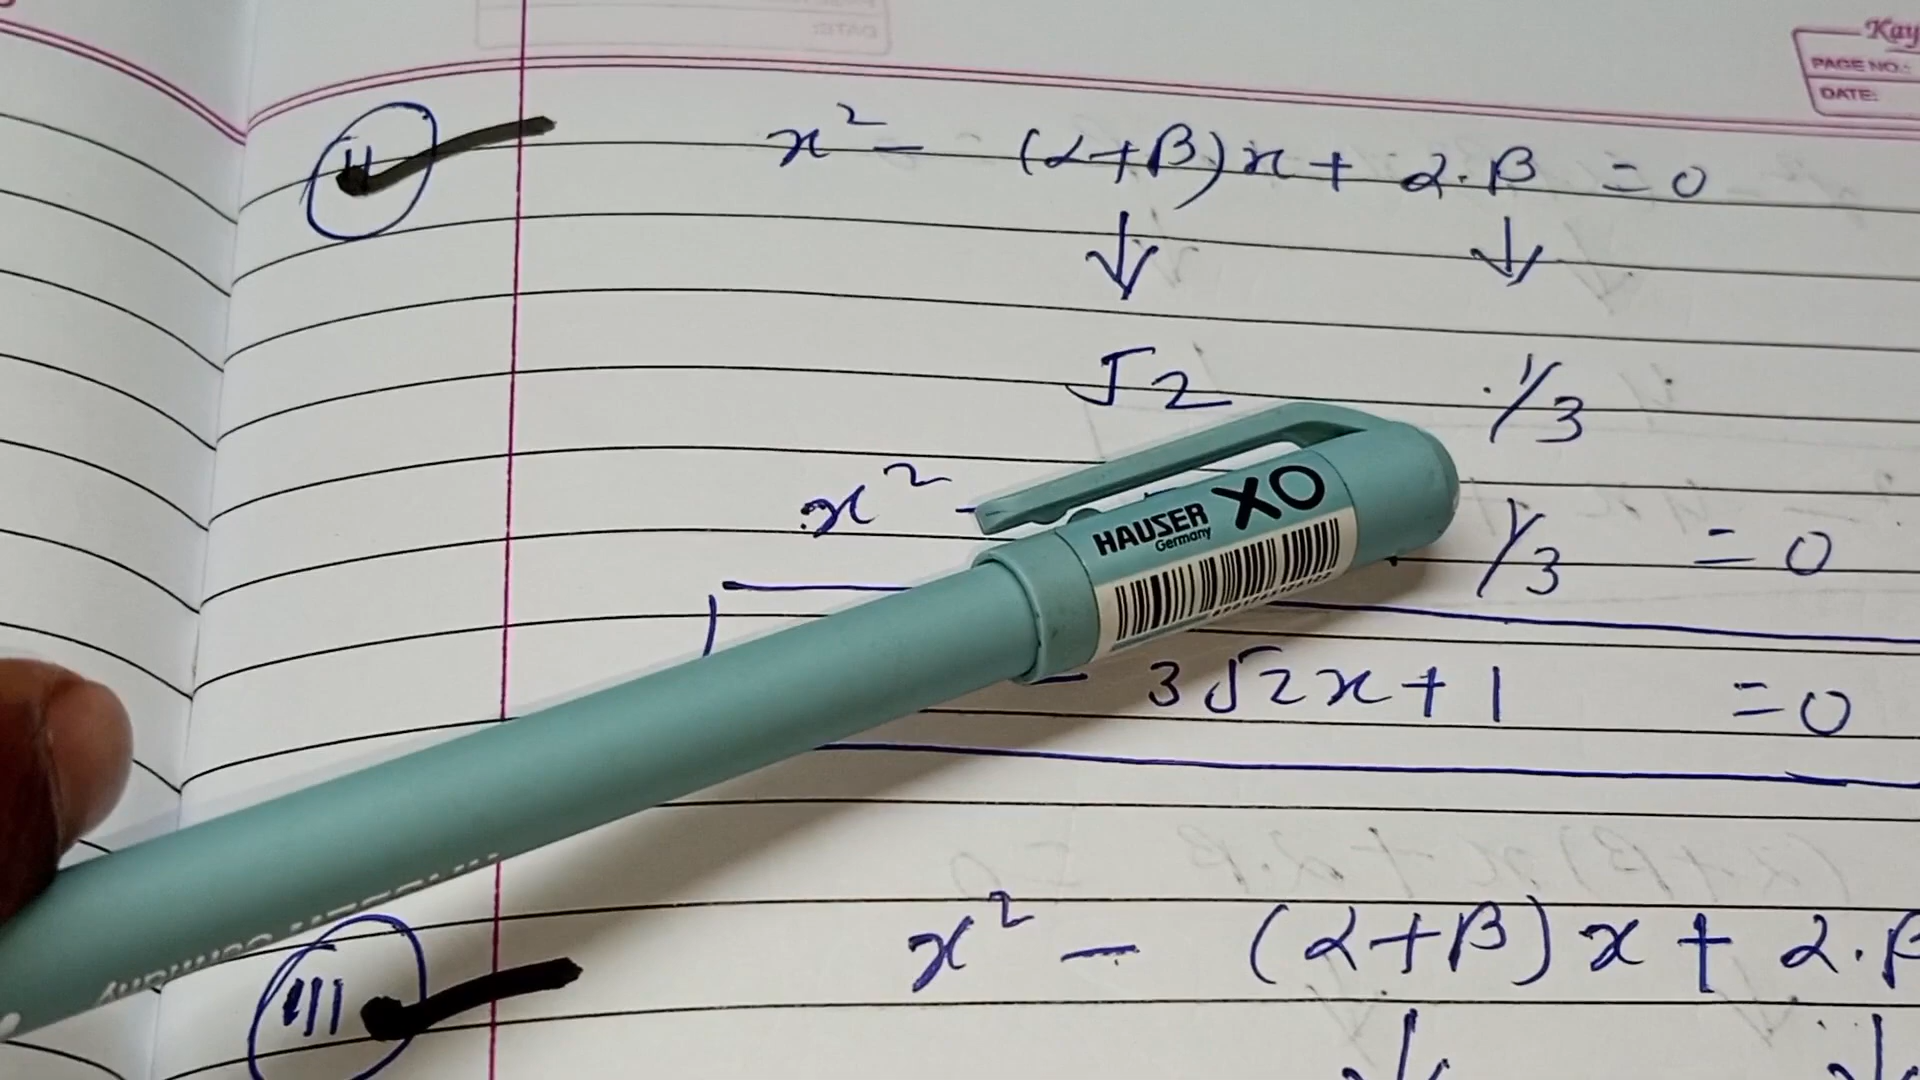 Kay
PAGE NO.:
DATE:
ii
x² - (α+β)x + α.β = 0
↓ ↓
√2 1/3
x² - 1/3 = 0
HAUSER XO
Germany
- 3√2x + 1 = 0
iii
x² - (α+β)x + α.β
↓ ↓